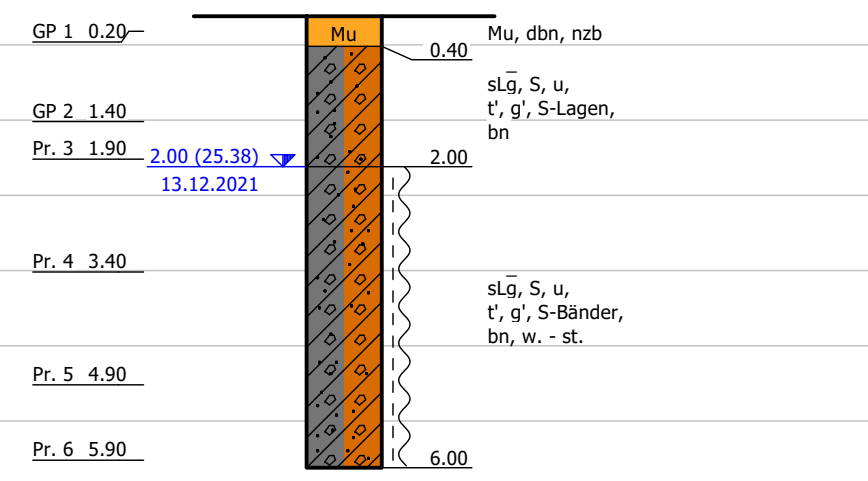 GP 1 0.20
Mu
Mu, dbn, nzb
0.40
sLg̅, S, u,
t', g', S-Lagen,
bn
GP 2 1.40
Pr. 3 1.90
2.00 (25.38)
13.12.2021
2.00
Pr. 4 3.40
sLg̅, S, u,
t', g', S-Bänder,
bn, w. - st.
Pr. 5 4.90
Pr. 6 5.90
6.00